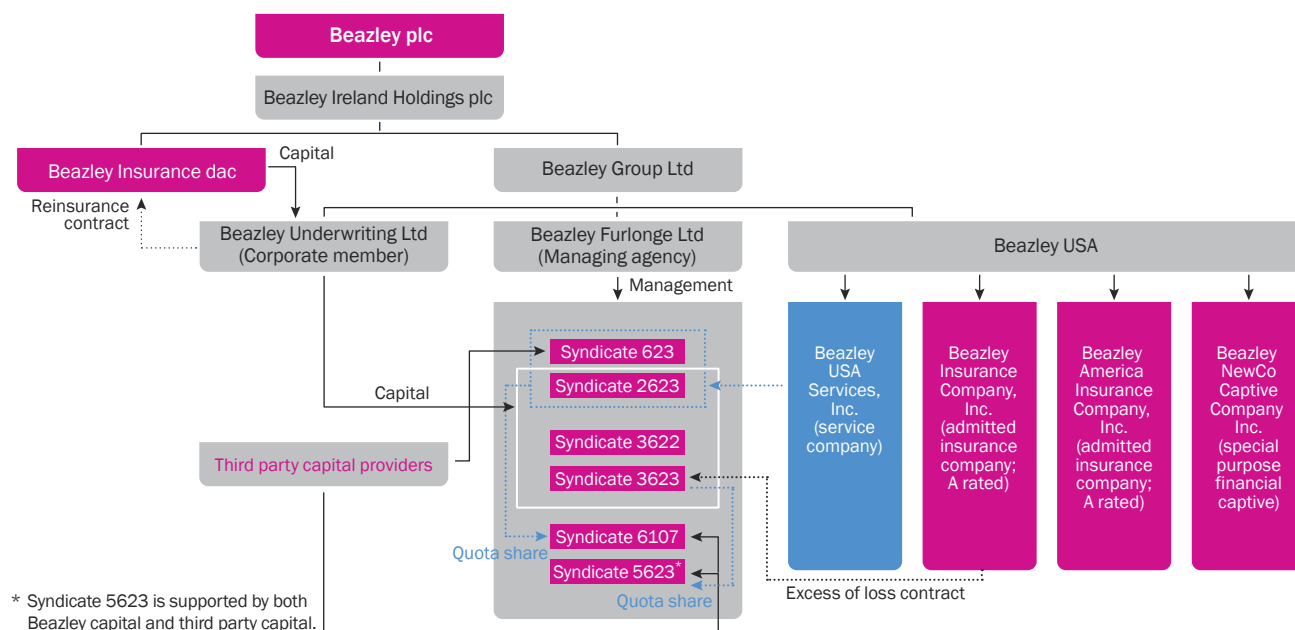 Beazley plc
Beazley Ireland Holdings plc
Beazley Insurance dac
Capital
Beazley Group Ltd
Reinsurance
contract
Beazley Underwriting Ltd
(Corporate member)
Beazley Furlonge Ltd
(Managing agency)
Beazley USA
Management
Syndicate 623
Syndicate 2623
Capital
Syndicate 3622
Third party capital providers
Syndicate 3623
Syndicate 6107
Quota share
Syndicate 5623*
Quota share
Beazley
USA
Services,
Inc.
(service
company)
Beazley
Insurance
Company,
Inc.
(admitted
insurance
company;
A rated)
Beazley
America
Insurance
Company,
Inc.
(admitted
insurance
company;
A rated)
Beazley
NewCo
Captive
Company
Inc.
(special
purpose
financial
captive)
Excess of loss contract
* Syndicate 5623 is supported by both
Beazley capital and third party capital.